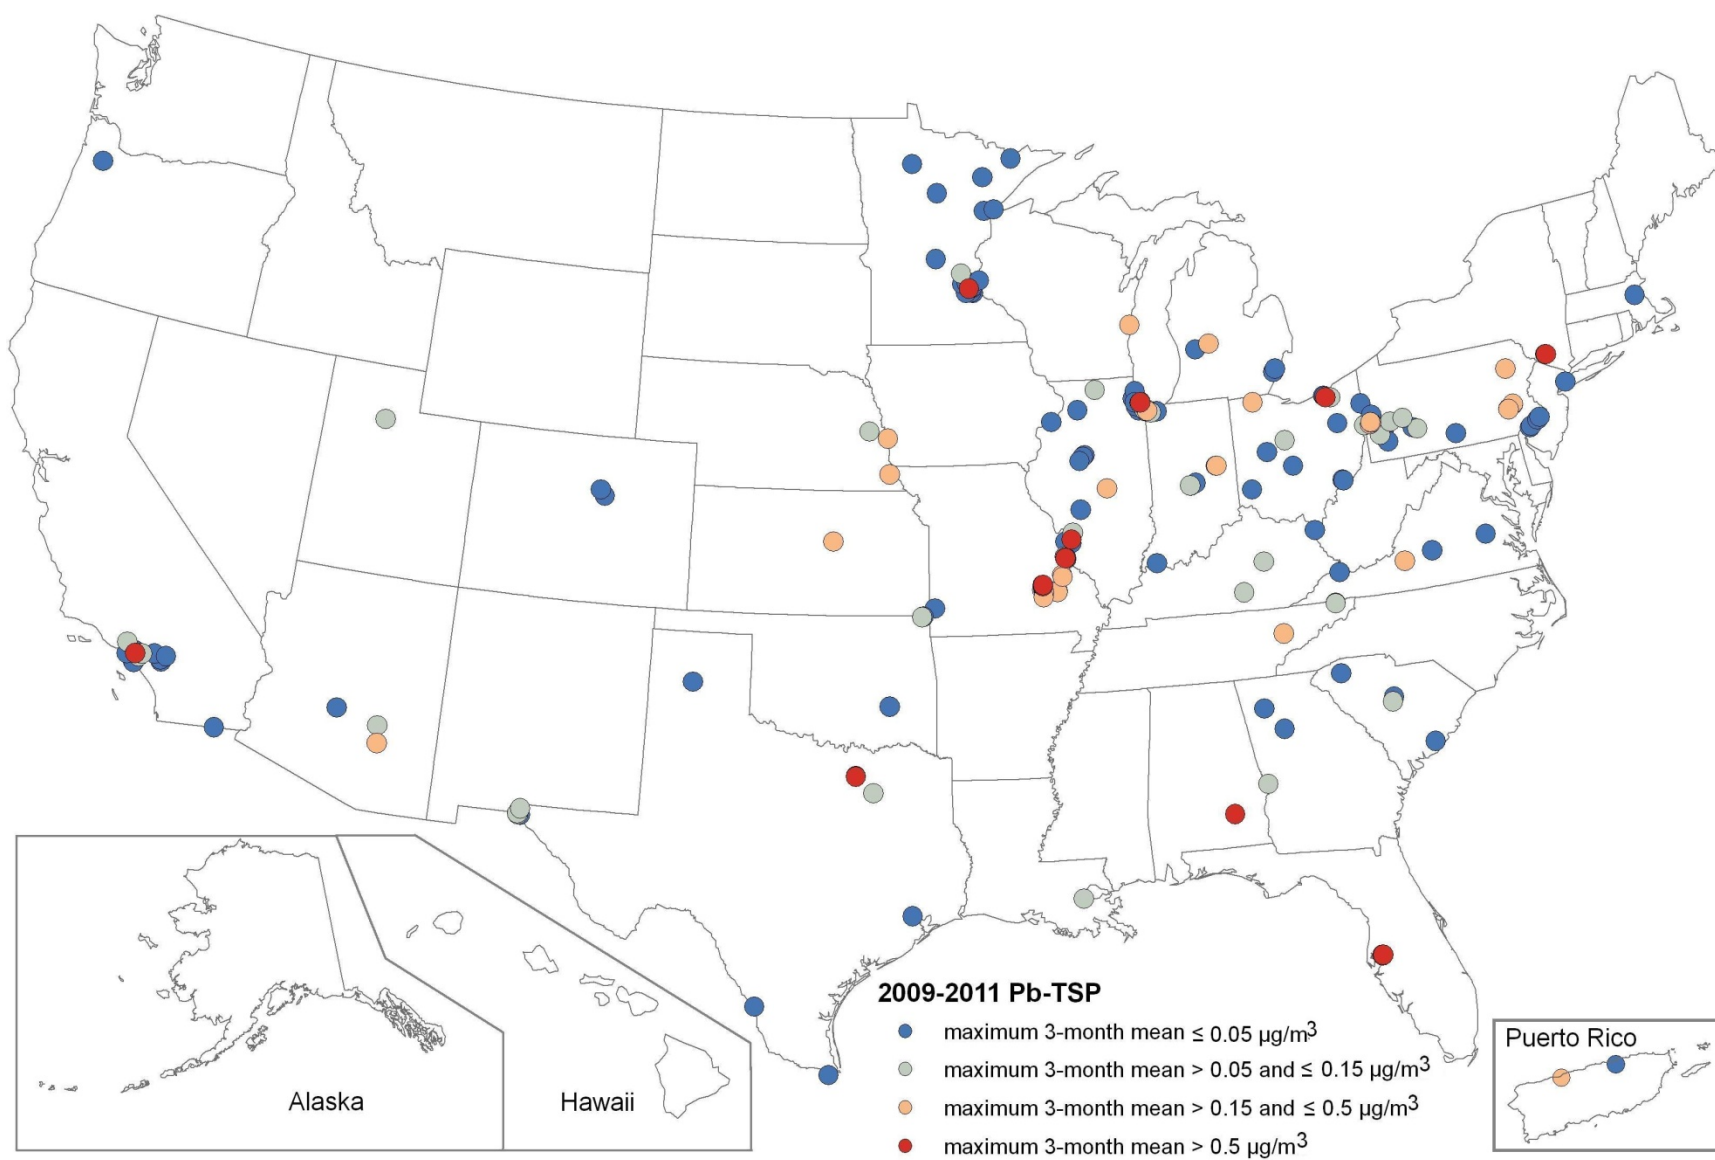 2009-2011 Pb-TSP
maximum 3-month mean ≤ 0.05 µg/m³
maximum 3-month mean > 0.05 and ≤ 0.15 µg/m³
maximum 3-month mean > 0.15 and ≤ 0.5 µg/m³
maximum 3-month mean > 0.5 µg/m³
Alaska
Hawaii
Puerto Rico